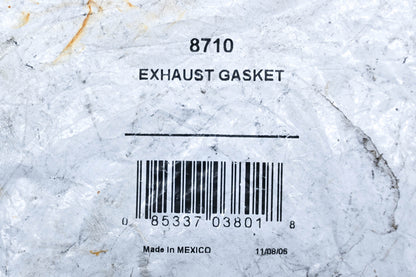 8710
EXHAUST GASKET
0 85337 03801 8
Made In MEXICO 11/08/06